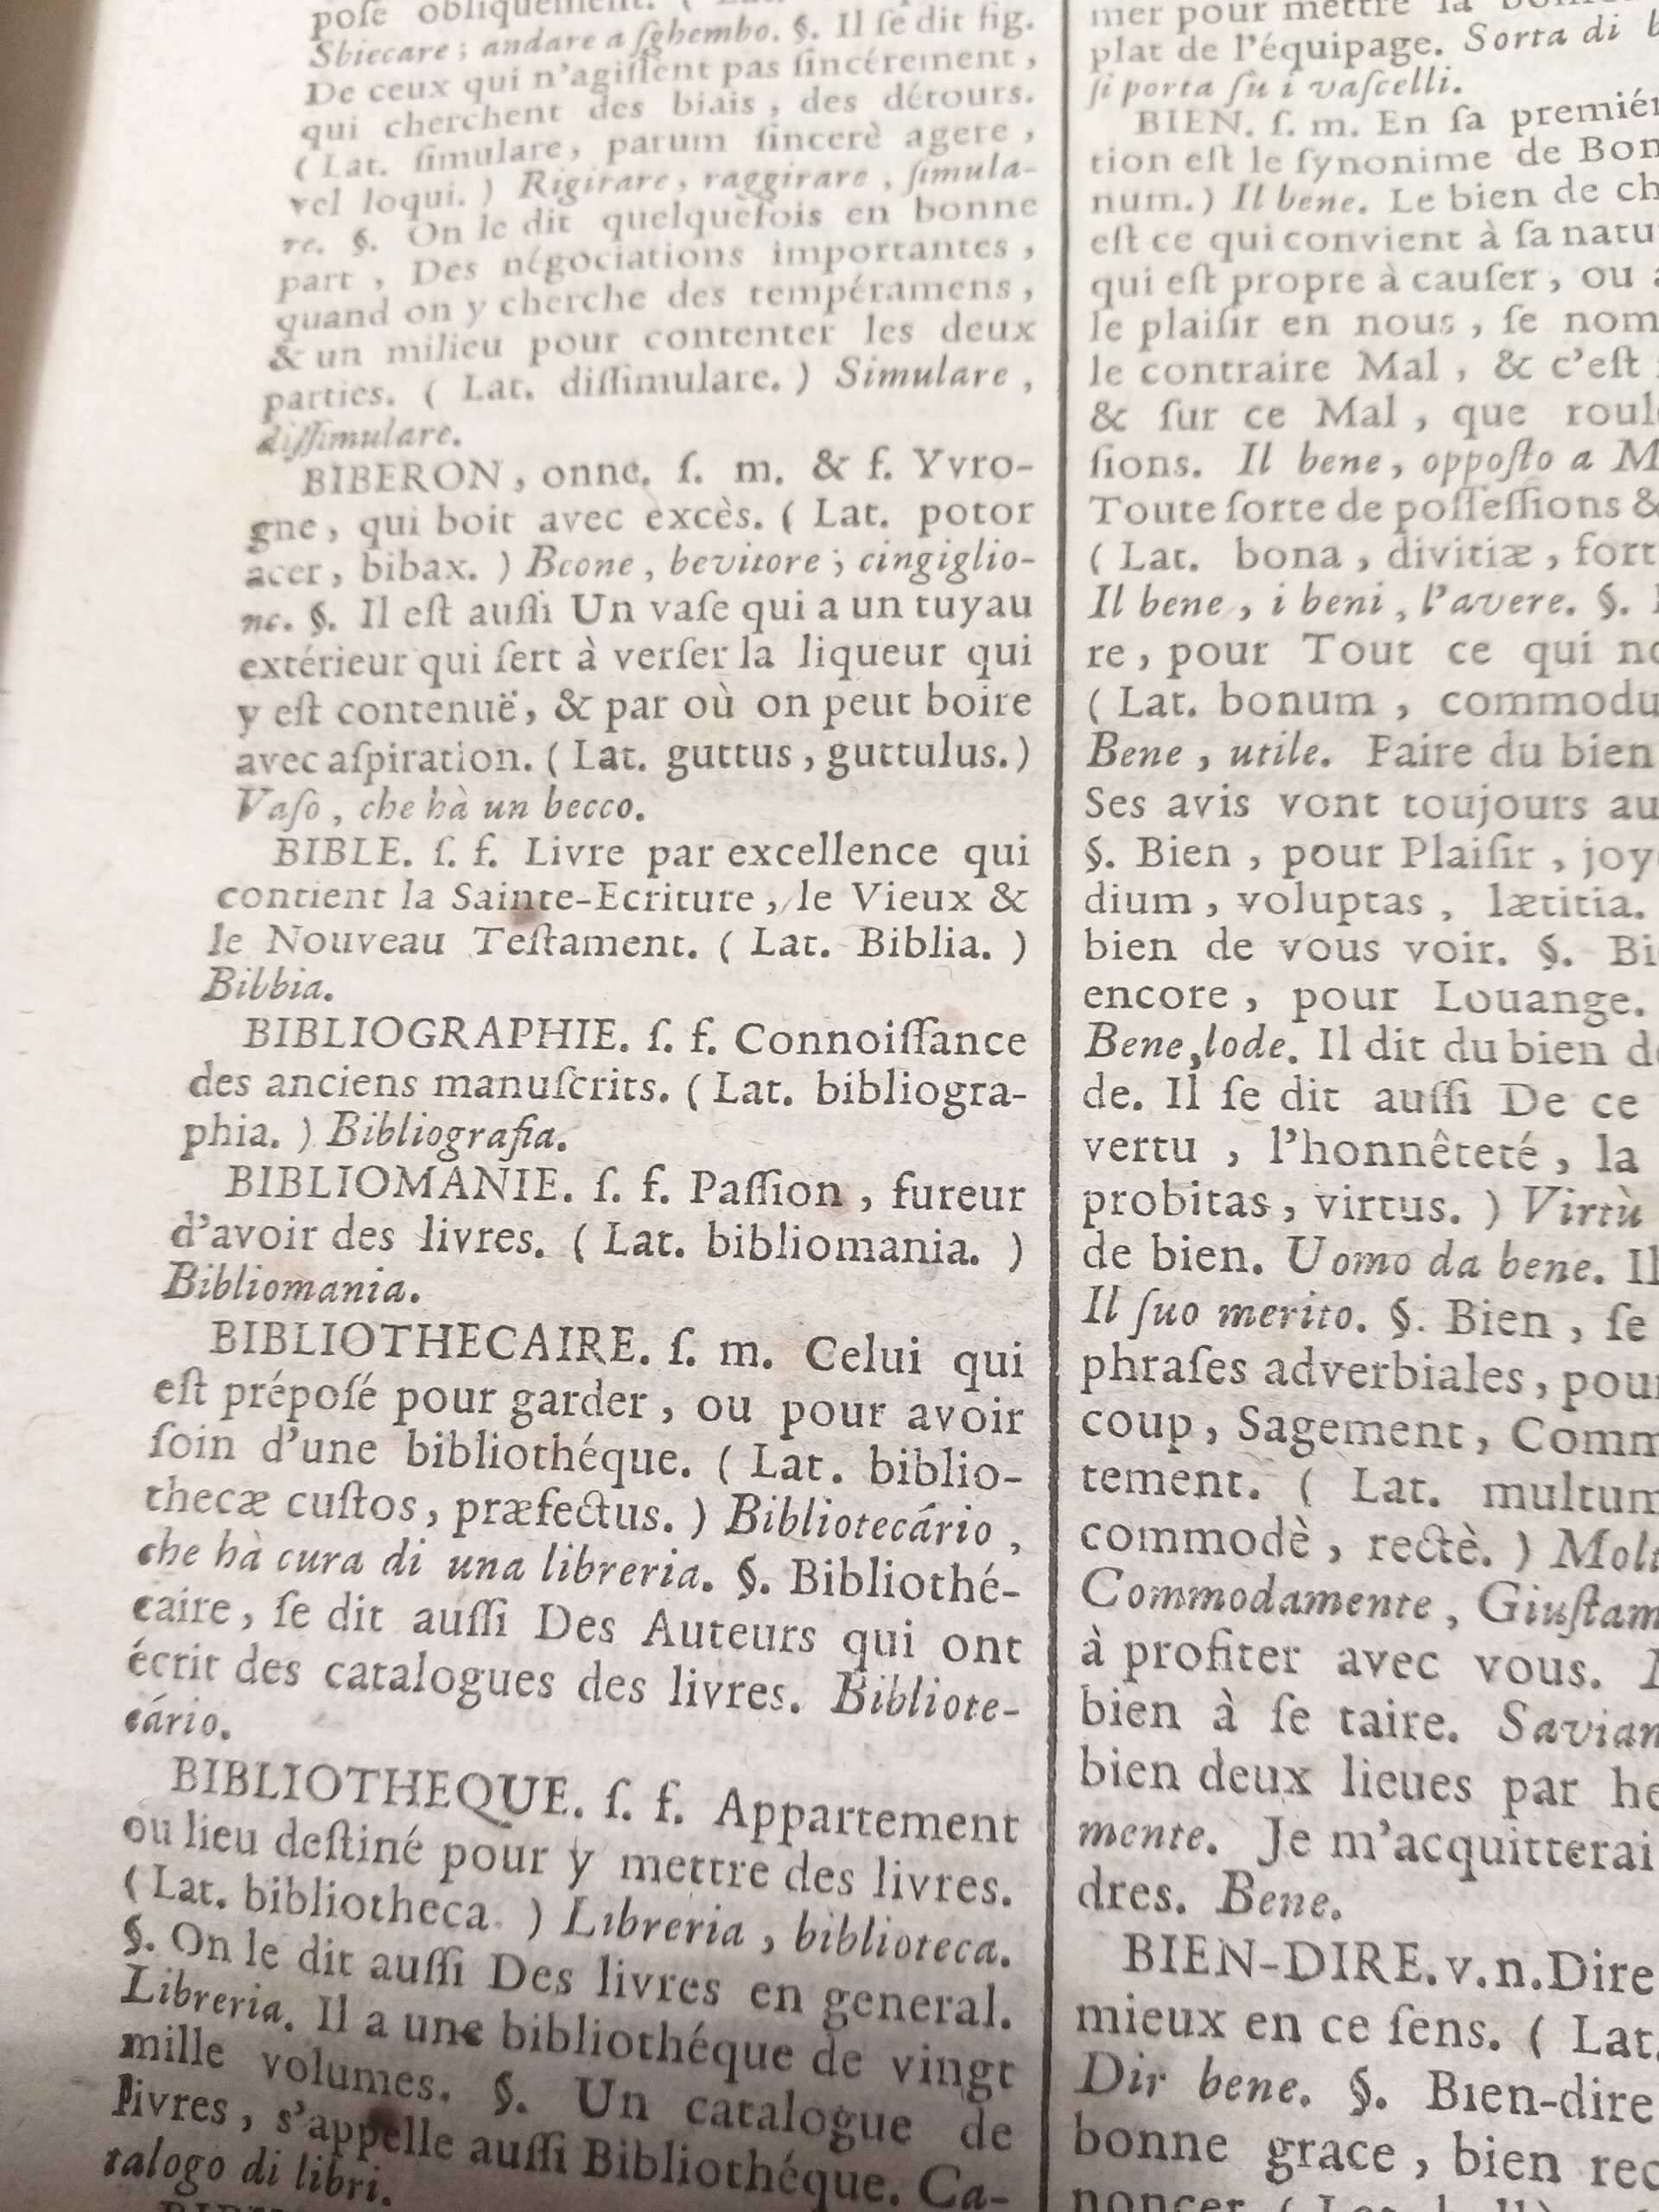 pose obliquement. (
Sbiecare ; andare a ſghembo. §. Il ſe dit fig.
De ceux qui n'agiſſent pas ſincérement ,
qui cherchent des biais , des détours.
( Lat. ſimulare, parum ſincerè agere ,
vel loqui. ) Rigirare , raggirare , ſimula-
re. §. On le dit quelquefois en bonne
part , Des négociations importantes ,
quand on y cherche des tempéramens ,
& un milieu pour contenter les deux
parties. ( Lat. diſſimulare. ) Simulare ,
diſſimulare.
BIBERON , onne. ſ. m. & f. Yvro-
gne , qui boit avec excès. ( Lat. potor
acer , bibax. ) Beone , bevitore ; cingiglio-
ne. §. Il eſt auſſi Un vaſe qui a un tuyau
extérieur qui ſert à verſer la liqueur qui
y eſt contenuë , & par où on peut boire
avec aſpiration. ( Lat. guttus , guttulus. )
Vaſo , che hà un becco.
BIBLE. ſ. f. Livre par excellence qui
contient la Sainte-Ecriture , le Vieux &
le Nouveau Teſtament. ( Lat. Biblia. )
Bibbia.
BIBLIOGRAPHIE. ſ. f. Connoiſſance
des anciens manuſcrits. ( Lat. bibliogra-
phia. ) Bibliografia.
BIBLIOMANIE. ſ. f. Paſſion , fureur
d'avoir des livres. ( Lat. bibliomania. )
Bibliomania.
BIBLIOTHECAIRE. ſ. m. Celui qui
eſt prépoſé pour garder , ou pour avoir
ſoin d'une bibliothéque. ( Lat. biblio-
thecæ cuſtos , præfectus. ) Bibliotecário ,
che hà cura di una libreria. §. Bibliothé-
caire , ſe dit auſſi Des Auteurs qui ont
écrit des catalogues des livres. Bibliote-
cário.
BIBLIOTHEQUE. ſ. f. Appartement
ou lieu deſtiné pour y mettre des livres.
( Lat. bibliotheca. ) Libreria , biblioteca.
§. On le dit auſſi Des livres en general.
Libreria. Il a une bibliothéque de vingt
mille volumes. §. Un catalogue de
livres , s'appelle auſſi Bibliothéque. Ca-
talogo di libri.
mer pour mettre la
plat de l'équipage. Sorta di b
ſi porta ſu i vaſcelli.
BIEN. ſ. m. En ſa premiér
tion eſt le ſynonime de Bon
num. ) Il bene. Le bien de ch
eſt ce qui convient à ſa natu
qui eſt propre à cauſer , ou a
le plaiſir en nous , ſe nom
le contraire Mal , & c'eſt
& ſur ce Mal , que roul
ſions. Il bene , oppoſto a M
Toute ſorte de poſſeſſions &
( Lat. bona , divitiæ , fort
Il bene , i beni , l'avere. §.
re , pour Tout ce qui no
( Lat. bonum , commodu
Bene , utile. Faire du bien
Ses avis vont toujours au
§. Bien , pour Plaiſir , joy
dium , voluptas , lætitia.
bien de vous voir. §. Bi
encore , pour Louange.
Bene , lode. Il dit du bien d
de. Il ſe dit auſſi De ce
vertu , l'honnêteté , la
probitas , virtus. ) Virtù
de bien. Uomo da bene. Il
Il ſuo merito. §. Bien , ſe
phraſes adverbiales , pour
coup , Sagement , Comm
tement. ( Lat. multum
commodè , rectè. ) Molt
Commodamente , Giuſtam
à profiter avec vous.
bien à ſe taire. Savian
bien deux lieues par he
mente. Je m'acquitterai
dres. Bene.
BIEN-DIRE. v. n. Dire
mieux en ce ſens. ( Lat.
Dir bene. §. Bien-dire
bonne grace , bien rec
noncer.